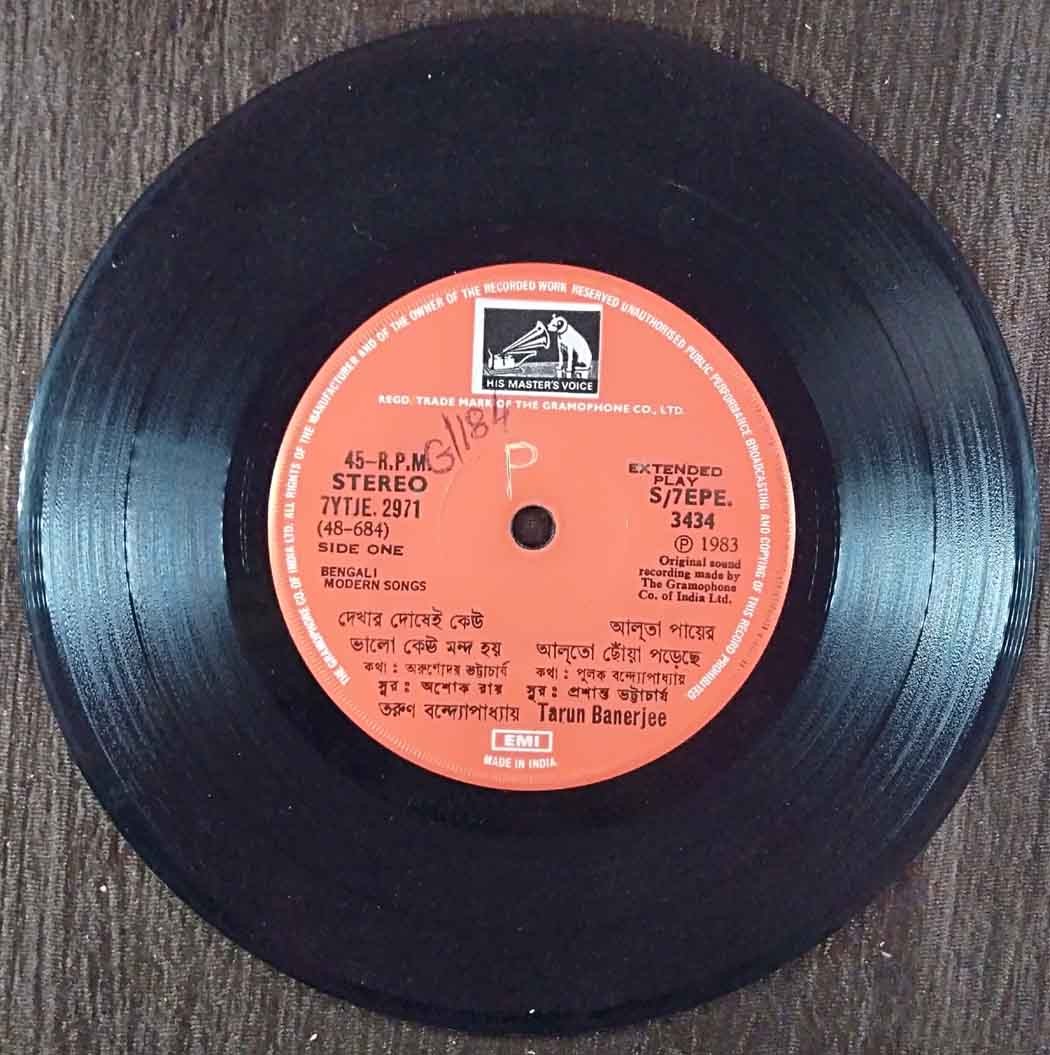 THE GRAMOPHONE CO. OF INDIA LTD. ALL RIGHTS OF THE MANUFACTURER AND OF THE OWNER OF THE RECORDED WORK RESERVED UNAUTHORISED PUBLIC PERFORMANCE BROADCASTING AND COPYING OF THIS RECORD PROHIBITED.
HIS MASTER'S VOICE
REGD. TRADE MARK OF THE GRAMOPHONE CO., LTD.
G/1184
P
45-R.P.M.
STEREO
7YTJE. 2971
(48-684)
SIDE ONE
BENGALI
MODERN SONGS
EXTENDED
PLAY
S/7EPE.
3434
Ⓟ 1983
Original sound
recording made by
The Gramophone
Co. of India Ltd.
দেখার দোষেই কেউ
ভালো কেউ মন্দ হয়
কথা : অরুণোদয় ভট্টাচার্য
সুর : অশোক রায়
আল্‌তা পায়ের
আল্‌তো ছোঁয়া পড়েছে
কথা : পুলক বন্দ্যোপাধ্যায়
সুর : প্রশান্ত ভট্টাচার্য
তরুণ বন্দ্যোপাধ্যায় Tarun Banerjee
EMI
MADE IN INDIA